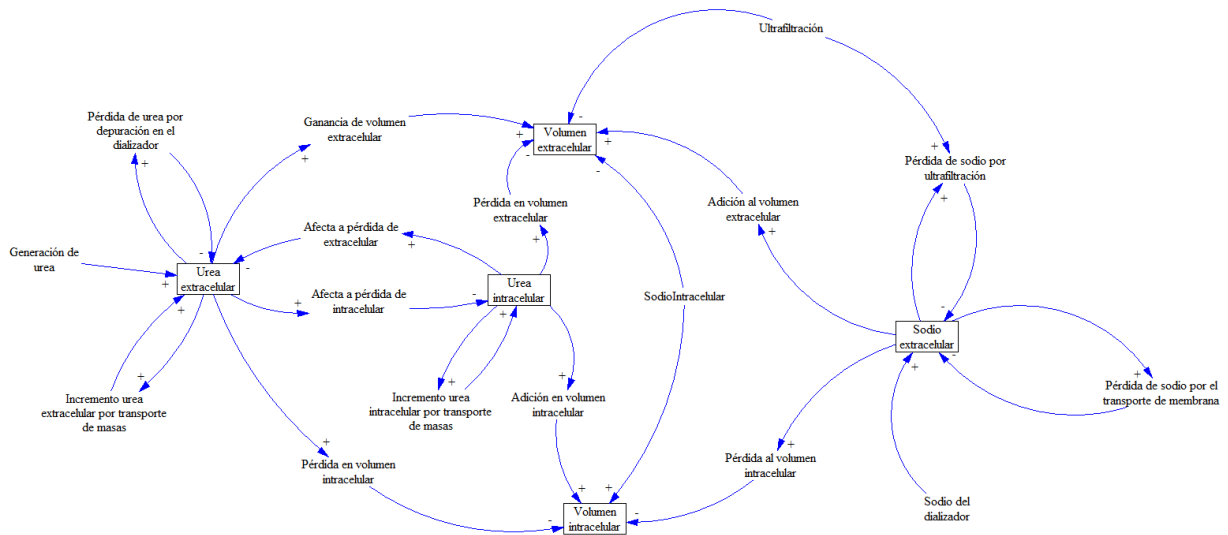 Ultrafiltración
Pérdida de urea por
depuración en el
dializador
Ganancia de volumen
extracelular
Volumen
extracelular
Pérdida de sodio por
ultrafiltración
Pérdida en volumen
extracelular
Adición al volumen
extracelular
Afecta a pérdida de
extracelular
Generación de
urea
Urea
extracelular
Urea
intracelular
Afecta a pérdida de
intracelular
SodioIntracelular
Sodio
extracelular
Incremento urea
extracelular por transporte
de masas
Incremento urea
intracelular por transporte
de masas
Adición en volumen
intracelular
Pérdida de sodio por el
transporte de membrana
Pérdida en volumen
intracelular
Pérdida al volumen
intracelular
Sodio del
dializador
Volumen
intracelular